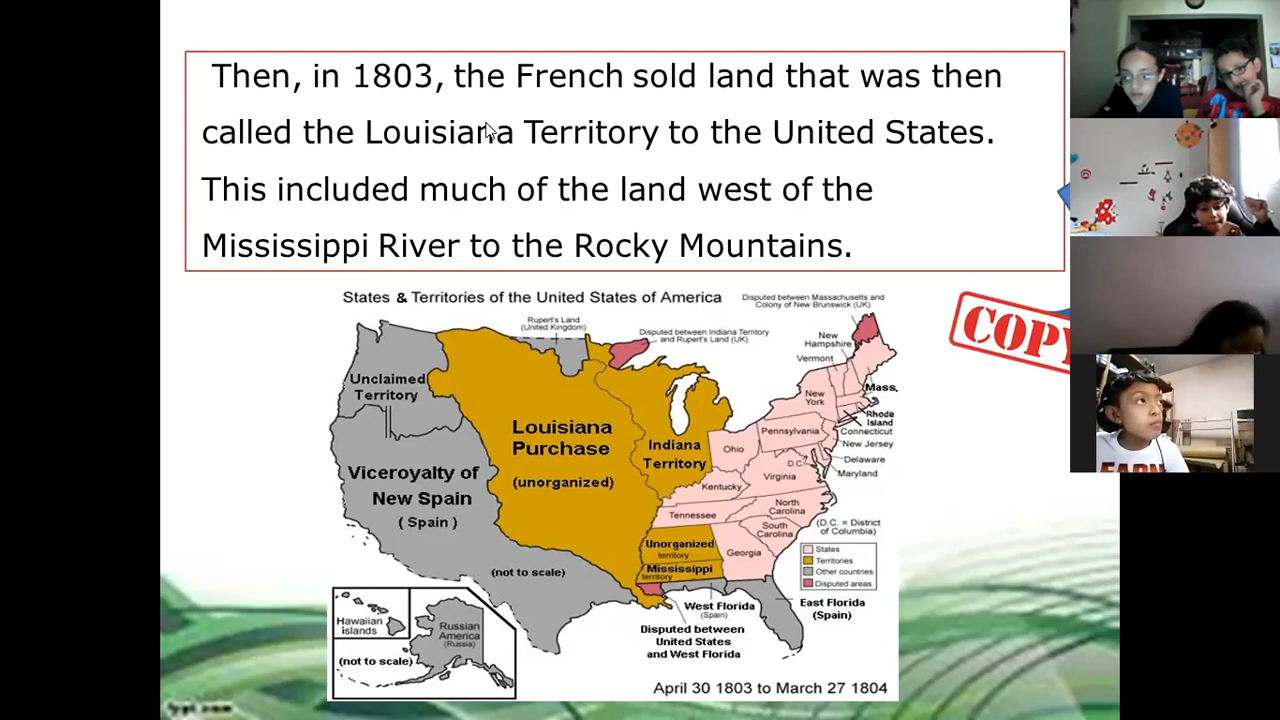 Then, in 1803, the French sold land that was then
called the Louisiana Territory to the United States.
This included much of the land west of the
Mississippi River to the Rocky Mountains.
States & Territories of the United States of America
Disputed between Massachusetts and
Colony of New Brunswick (UK)
Rupert's Land
(United Kingdom)
Disputed between Indiana Territory
and Rupert's Land (UK)
New
Hampshire
Vermont
COPY
Unclaimed
Territory
Mass.
New
York
Rhode
Island
Louisiana
Purchase
(unorganized)
Connecticut
Pennsylvania
New Jersey
Indiana
Territory
Ohio
Delaware
D.C.
Maryland
Viceroyalty of
New Spain
( Spain )
Virginia
Kentucky
North
Carolina
Tennessee
South
Carolina
(D.C. = District
of Columbia)
Unorganized
territory
Georgia
States
Territories
Other countries
Disputed areas
Mississippi
territory
(not to scale)
West Florida
(Spain)
East Florida
(Spain)
Hawaiian
Islands
Russian
America
(Russia)
Disputed between
United States
and West Florida
(not to scale)
April 30 1803 to March 27 1804
EARN
fppt.com